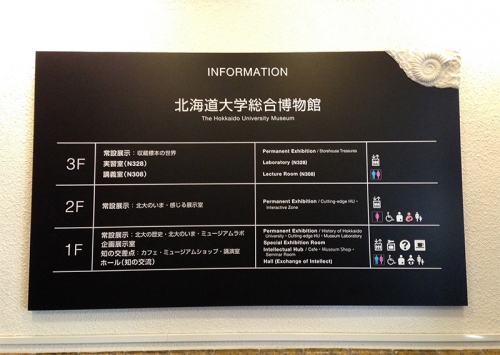 INFORMATION
北海道大学総合博物館
The Hokkaido University Museum
3F
常設展示：収蔵標本の世界
実習室（N328）
講義室（N308）
Permanent Exhibition / Storehouse Treasures
Laboratory (N328)
Lecture Room (N308)
2F
常設展示：北大のいま・感じる展示室
Permanent Exhibition / Cutting-edge HU・
Interactive Zone
1F
常設展示：北大の歴史・北大のいま・ミュージアムラボ
企画展示室
知の交差点：カフェ・ミュージアムショップ・講演室
ホール（知の交流）
Permanent Exhibition / History of Hokkaido
University・Cutting-edge HU・Museum Laboratory
Special Exhibition Room
Intellectual Hub / Cafe・Museum Shop・
Seminar Room
Hall (Exchange of Intellect)